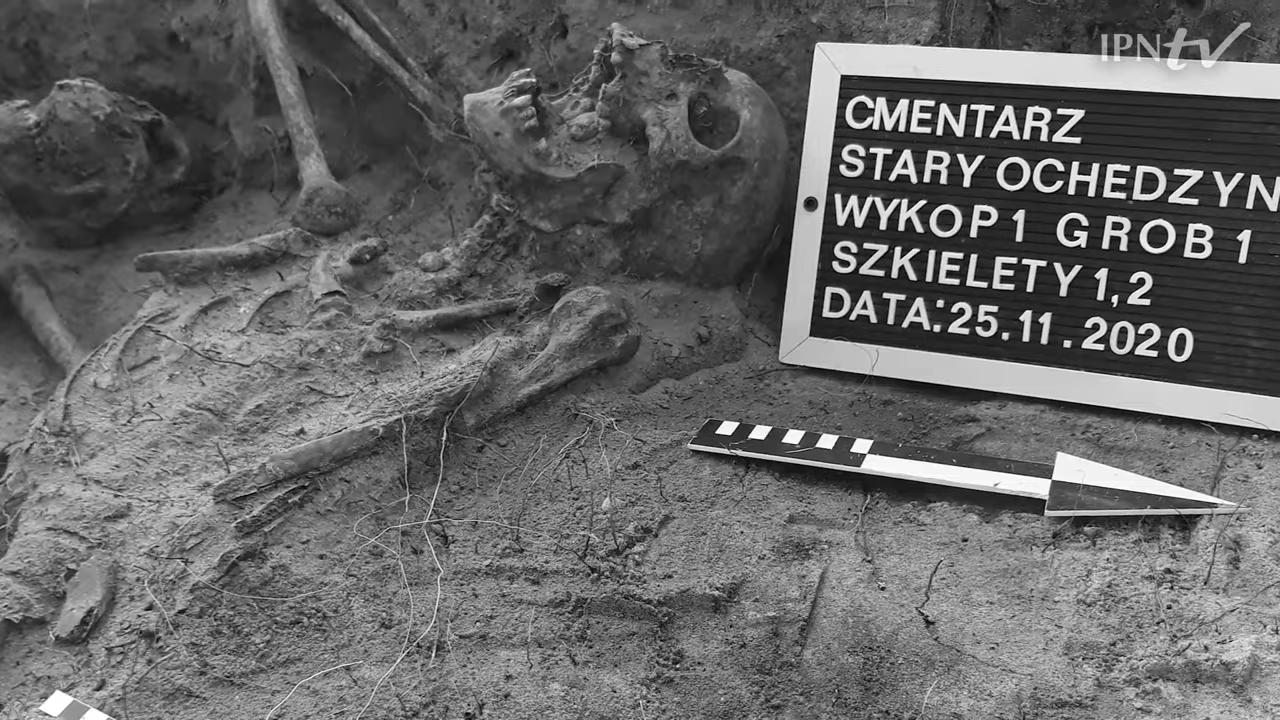 IPNtv
CMENTARZ
STARY OCHEDZYN
WYKOP 1 GROB 1
SZKIELETY 1,2
DATA:25.11.2020